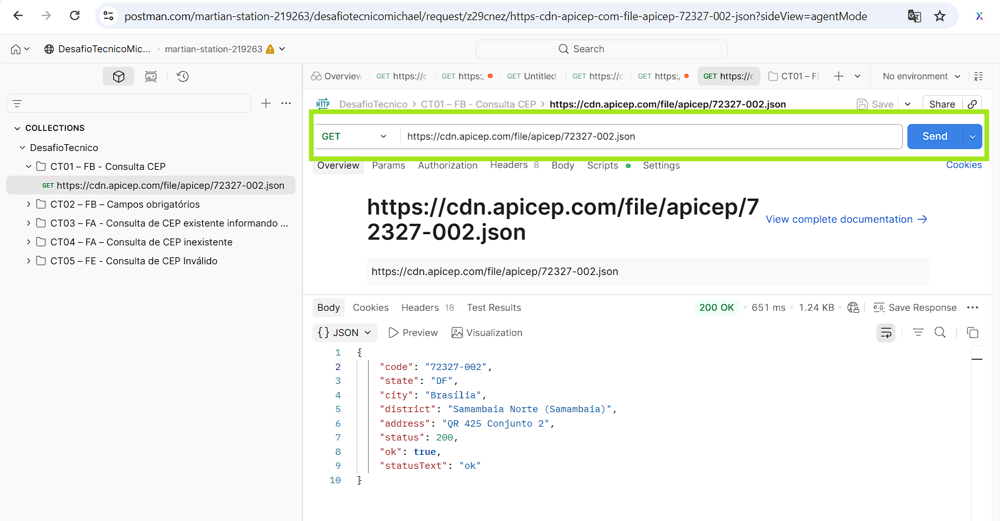 postman.com/martian-station-219263/desafiotecnicomichael/request/z29cnez/https-cdn-apicep-com-file-apicep-72327-002-json?sideView=agentMode
DesafioTecnicoMic... · martian-station-219263
Search
Overview
GET https://c
GET https:/
GET Untitled
GET https://c
GET https:/
GET https://c
CT01 – FB
No environment
COLLECTIONS
DesafioTecnico
CT01 – FB - Consulta CEP
GET https://cdn.apicep.com/file/apicep/72327-002.json
CT02 – FB – Campos obrigatórios
CT03 – FA - Consulta de CEP existente informando ...
CT04 – FA – Consulta de CEP inexistente
CT05 – FE - Consulta de CEP Inválido
HTTP DesafioTecnico > CT01 – FB - Consulta CEP > https://cdn.apicep.com/file/apicep/72327-002.json
Save
Share
GET https://cdn.apicep.com/file/apicep/72327-002.json
Send
Overview Params Authorization Headers 8 Body Scripts Settings
Cookies
https://cdn.apicep.com/file/apicep/7
2327-002.json
View complete documentation →
https://cdn.apicep.com/file/apicep/72327-002.json
Body Cookies Headers 18 Test Results
200 OK • 651 ms • 1.24 KB •
e.g. Save Response
{} JSON Preview Visualization
1 {
2 "code": "72327-002",
3 "state": "DF",
4 "city": "Brasília",
5 "district": "Samambaia Norte (Samambaia)",
6 "address": "QR 425 Conjunto 2",
7 "status": 200,
8 "ok": true,
9 "statusText": "ok"
10 }